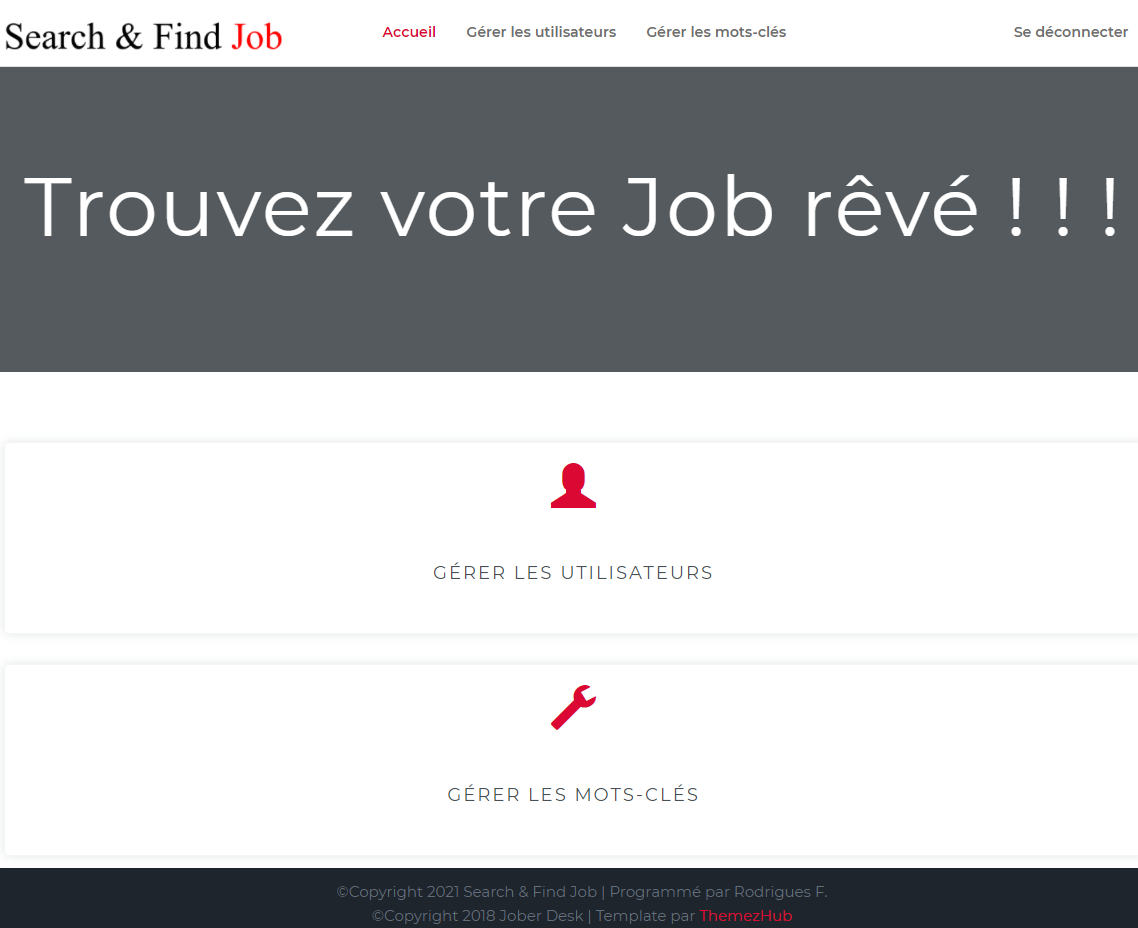 Search & Find Job
Accueil
Gérer les utilisateurs
Gérer les mots-clés
Se déconnecter
Trouvez votre Job rêvé ! ! !
GÉRER LES UTILISATEURS
GÉRER LES MOTS-CLÉS
©Copyright 2021 Search & Find Job | Programmé par Rodrigues F.
©Copyright 2018 Jober Desk | Template par ThemezHub